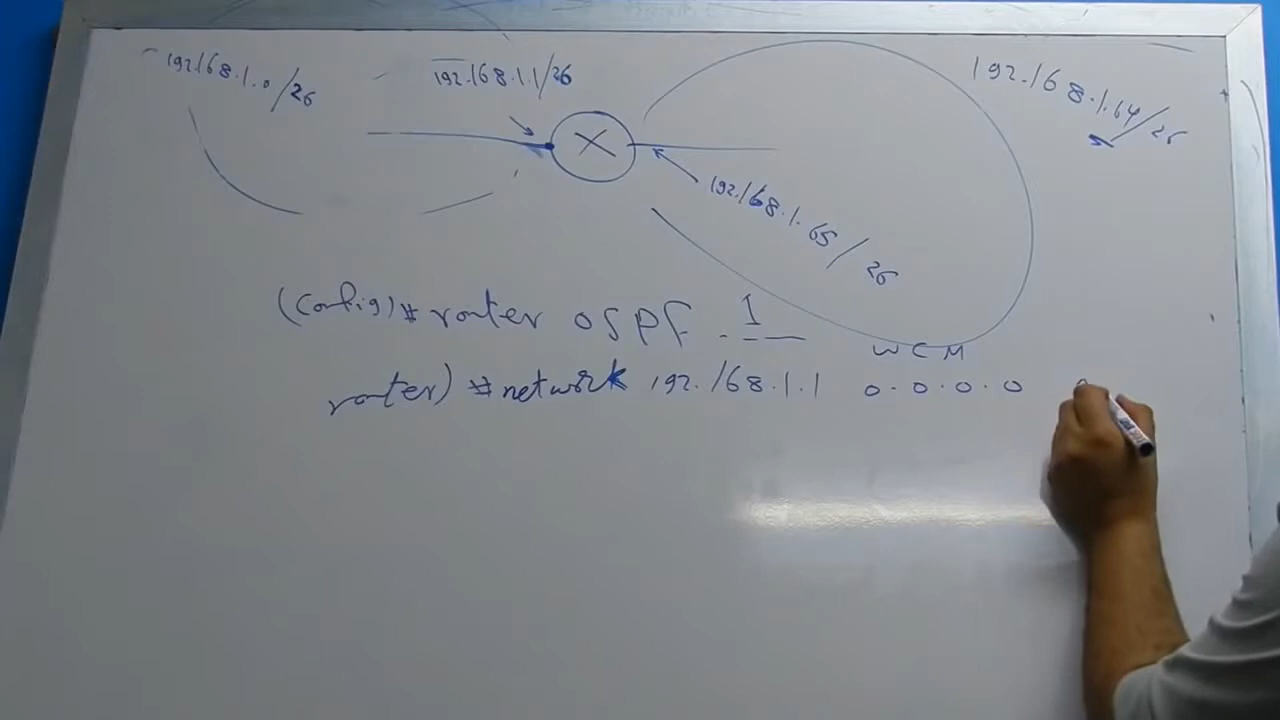 192.168.1.0/26
192.168.1.1/26
192.168.1.64/26
192.168.1.65/26
(config)# router ospf 1
WCM
router) #network 192.168.1.1 0.0.0.0